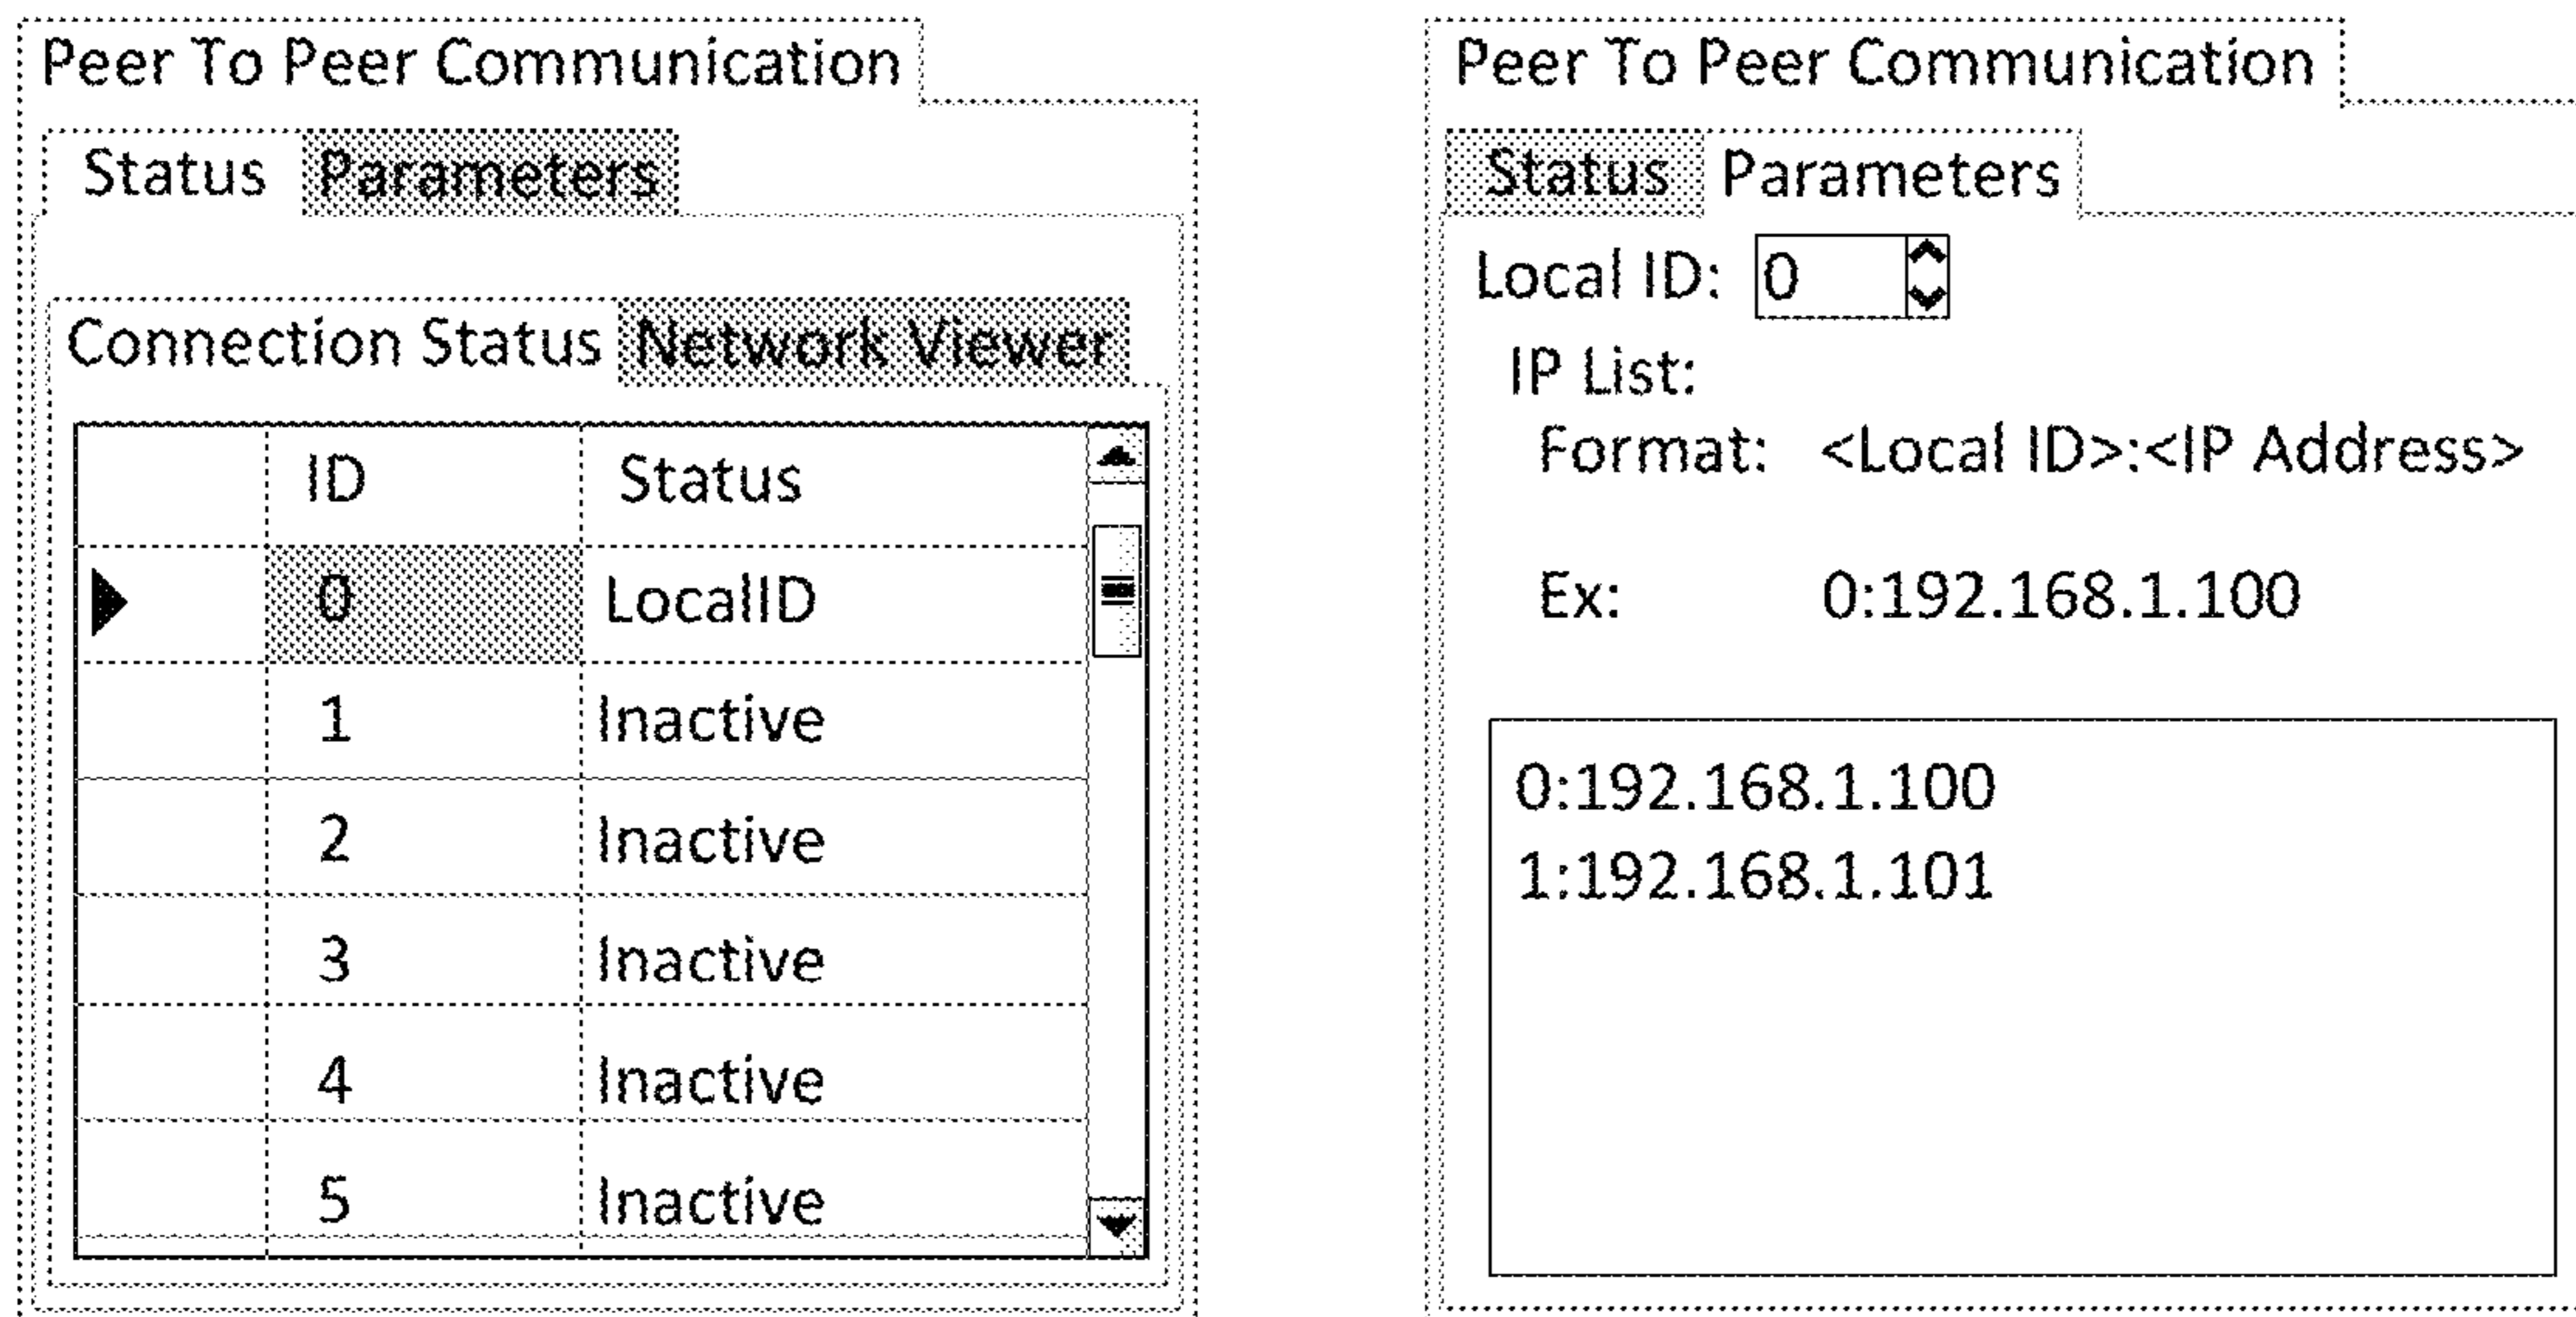 Peer To Peer Communication
Status Parameters
Connection Status Network Viewer
ID Status
0 LocalID
1 Inactive
2 Inactive
3 Inactive
4 Inactive
5 Inactive
Peer To Peer Communication
Status Parameters
Local ID: 0
IP List:
Format: <Local ID>:<IP Address>
Ex: 0:192.168.1.100
0:192.168.1.100
1:192.168.1.101